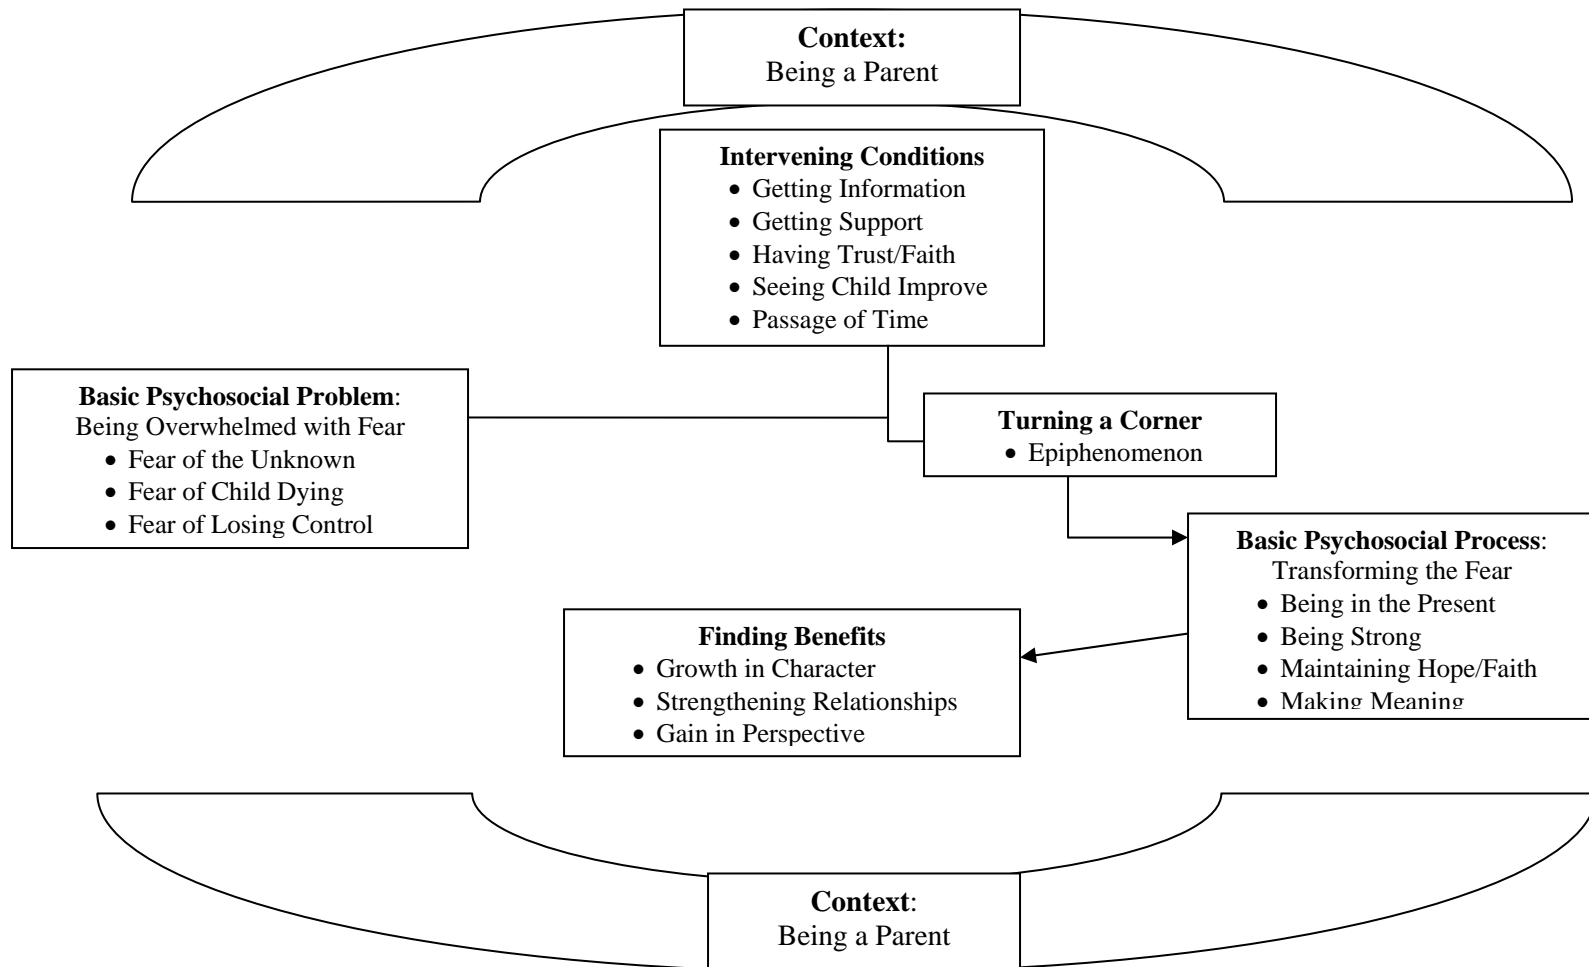 Context:
Being a Parent
Intervening Conditions
• Getting Information
• Getting Support
• Having Trust/Faith
• Seeing Child Improve
• Passage of Time
Basic Psychosocial Problem:
Being Overwhelmed with Fear
• Fear of the Unknown
• Fear of Child Dying
• Fear of Losing Control
Turning a Corner
• Epiphenomenon
Basic Psychosocial Process:
Transforming the Fear
• Being in the Present
• Being Strong
• Maintaining Hope/Faith
• Making Meaning
Finding Benefits
• Growth in Character
• Strengthening Relationships
• Gain in Perspective
Context:
Being a Parent